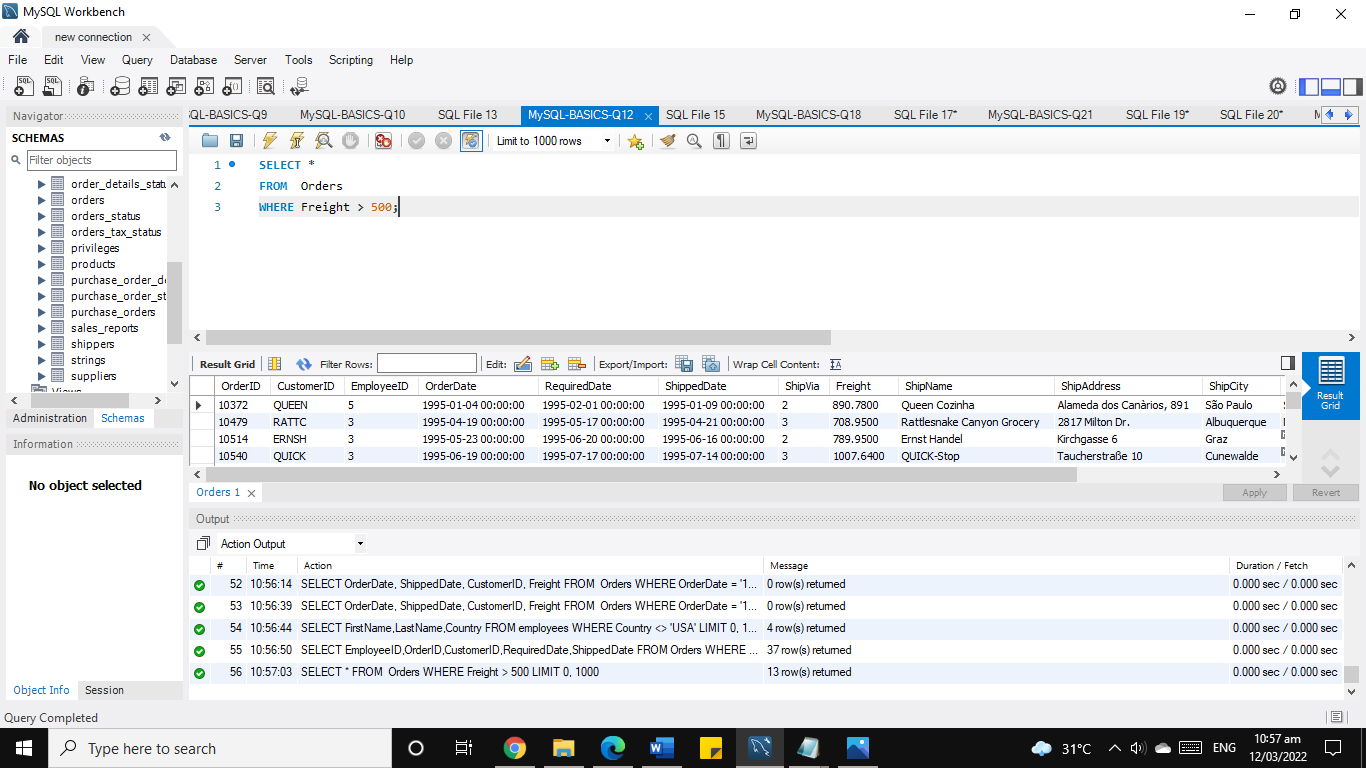 MySQL Workbench
new connection
File Edit View Query Database Server Tools Scripting Help
Navigator
SCHEMAS
Filter objects
order_details_statu
orders
orders_status
orders_tax_status
privileges
products
purchase_order_de
purchase_order_st
purchase_orders
sales_reports
shippers
strings
suppliers
Views
Administration Schemas
Information
No object selected
Object Info Session
QL-BASICS-Q9 MySQL-BASICS-Q10 SQL File 13 MySQL-BASICS-Q12 SQL File 15 MySQL-BASICS-Q18 SQL File 17* MySQL-BASICS-Q21 SQL File 19* SQL File 20* M
Limit to 1000 rows
1 SELECT *
2 FROM Orders
3 WHERE Freight > 500;
Result Grid Filter Rows: Edit: Export/Import: Wrap Cell Content:
OrderID CustomerID EmployeeID OrderDate RequiredDate ShippedDate ShipVia Freight ShipName ShipAddress ShipCity
10372 QUEEN 5 1995-01-04 00:00:00 1995-02-01 00:00:00 1995-01-09 00:00:00 2 890.7800 Queen Cozinha Alameda dos Canàrios, 891 São Paulo
10479 RATTC 3 1995-04-19 00:00:00 1995-05-17 00:00:00 1995-04-21 00:00:00 3 708.9500 Rattlesnake Canyon Grocery 2817 Milton Dr. Albuquerque
10514 ERNSH 3 1995-05-23 00:00:00 1995-06-20 00:00:00 1995-06-16 00:00:00 2 789.9500 Ernst Handel Kirchgasse 6 Graz
10540 QUICK 3 1995-06-19 00:00:00 1995-07-17 00:00:00 1995-07-14 00:00:00 3 1007.6400 QUICK-Stop Taucherstraße 10 Cunewalde
Result
Grid
Orders 1
Apply Revert
Output
Action Output
# Time Action Message Duration / Fetch
52 10:56:14 SELECT OrderDate, ShippedDate, CustomerID, Freight FROM Orders WHERE OrderDate = '1... 0 row(s) returned 0.000 sec / 0.000 sec
53 10:56:39 SELECT OrderDate, ShippedDate, CustomerID, Freight FROM Orders WHERE OrderDate = '1... 0 row(s) returned 0.000 sec / 0.000 sec
54 10:56:44 SELECT FirstName,LastName,Country FROM employees WHERE Country <> 'USA' LIMIT 0, 1... 4 row(s) returned 0.000 sec / 0.000 sec
55 10:56:50 SELECT EmployeeID,OrderID,CustomerID,RequiredDate,ShippedDate FROM Orders WHERE ... 37 row(s) returned 0.000 sec / 0.000 sec
56 10:57:03 SELECT * FROM Orders WHERE Freight > 500 LIMIT 0, 1000 13 row(s) returned 0.000 sec / 0.000 sec
Query Completed
Type here to search
31°C ENG 10:57 am
12/03/2022